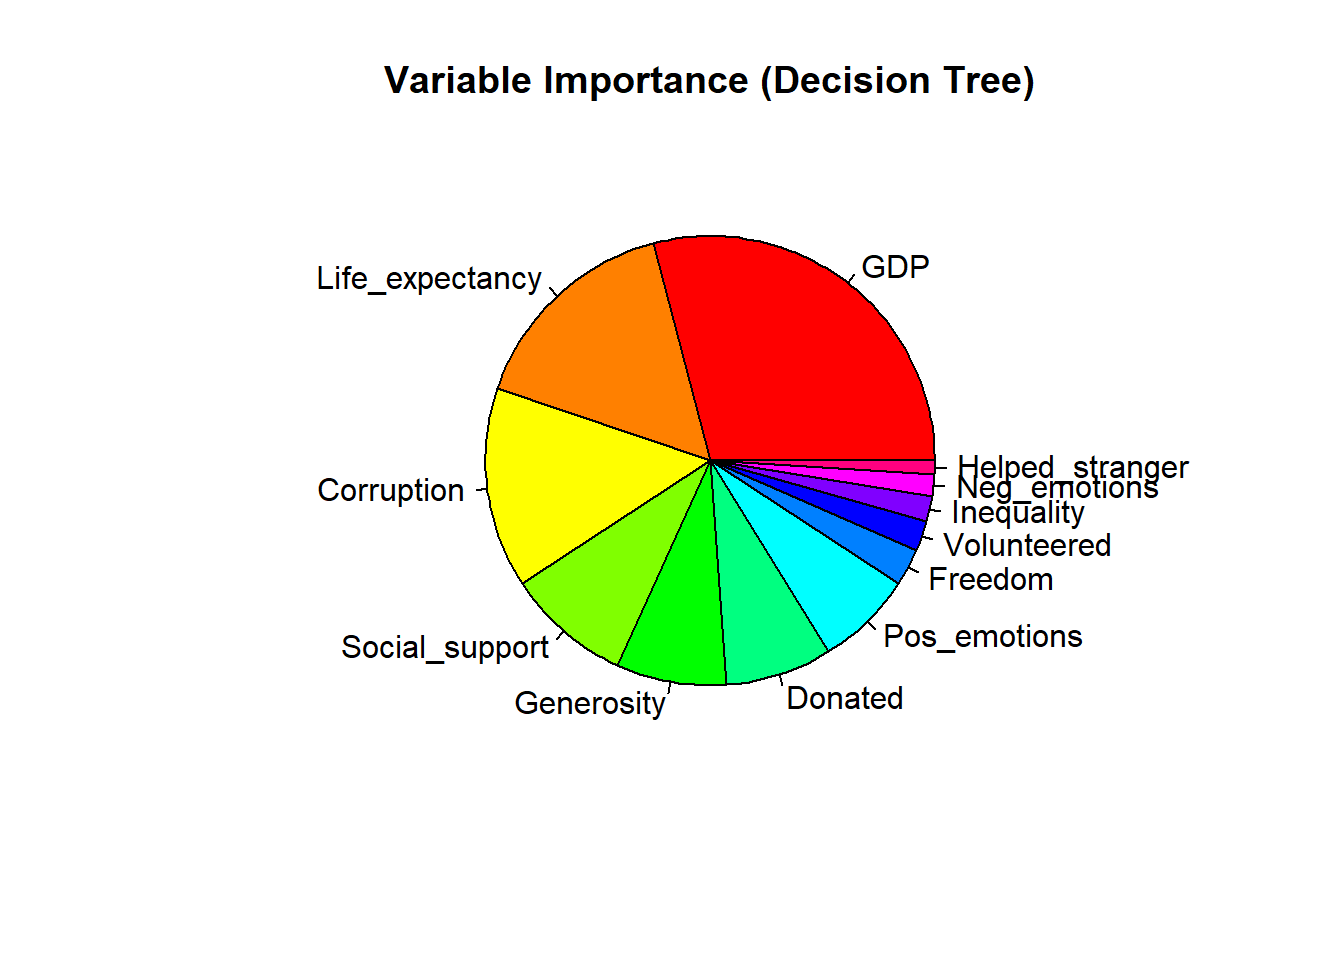 Variable Importance (Decision Tree)
GDP
Life_expectancy
Corruption
Social_support
Generosity
Donated
Pos_emotions
Freedom
Volunteered
Inequality
Neg_emotions
Helped_stranger